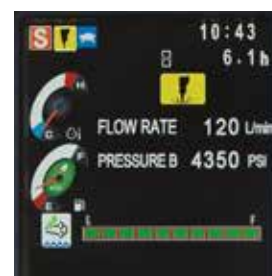 S
10:43
6.1h
H
C
FLOW RATE 120 L/min
F
PRESSURE B 4350 PSI
E
E F